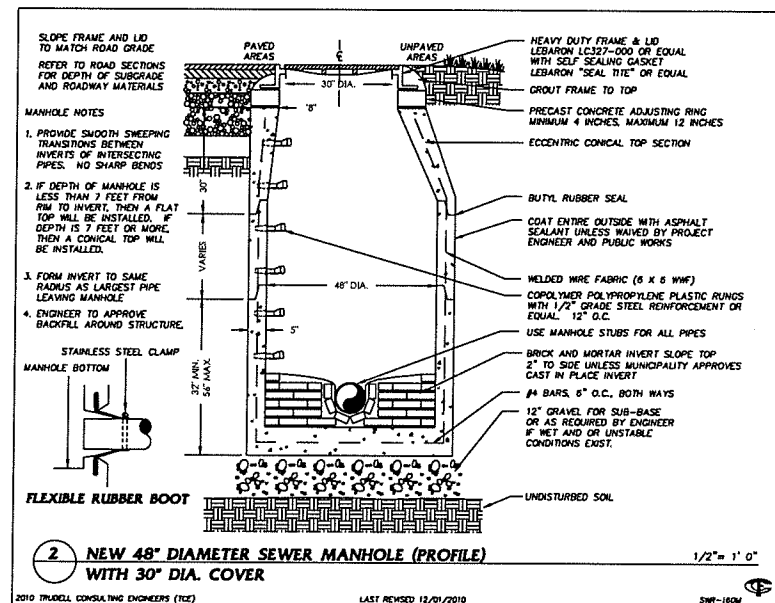 SLOPE FRAME AND LID
TO MATCH ROAD GRADE
REFER TO ROAD SECTIONS
FOR DEPTH OF SUBGRADE
AND ROADWAY MATERIALS
MANHOLE NOTES
1. PROVIDE SMOOTH SWEEPING
TRANSITIONS BETWEEN
INVERTS OF INTERSECTING
PIPES. NO SHARP BENDS
2. IF DEPTH OF MANHOLE IS
LESS THAN 7 FEET FROM
RIM TO INVERT, THEN A FLAT
TOP WILL BE INSTALLED. IF
DEPTH IS 7 FEET OR MORE,
THEN A CONICAL TOP WILL
BE INSTALLED.
3. FORM INVERT TO SAME
RADIUS AS LARGEST PIPE
LEAVING MANHOLE
4. ENGINEER TO APPROVE
BACKFILL AROUND STRUCTURE.
STAINLESS STEEL CLAMP
MANHOLE BOTTOM
FLEXIBLE RUBBER BOOT
PAVED
AREAS
UNPAVED
AREAS
30" DIA.
8"
30"
VARIES
48" DIA.
5"
32" MIN.
56" MAX.
HEAVY DUTY FRAME & LID
LEBARON LC327-000 OR EQUAL
WITH SELF SEALING GASKET
LEBARON "SEAL TITE" OR EQUAL
GROUT FRAME TO TOP
PRECAST CONCRETE ADJUSTING RING
MINIMUM 4 INCHES, MAXIMUM 12 INCHES
ECCENTRIC CONICAL TOP SECTION
BUTYL RUBBER SEAL
COAT ENTIRE OUTSIDE WITH ASPHALT
SEALANT UNLESS WAIVED BY PROJECT
ENGINEER AND PUBLIC WORKS
WELDED WIRE FABRIC (6 X 6 WWF)
COPOLYMER POLYPROPYLENE PLASTIC RUNGS
WITH 1/2" GRADE STEEL REINFORCEMENT OR
EQUAL. 12" O.C.
USE MANHOLE STUBS FOR ALL PIPES
BRICK AND MORTAR INVERT SLOPE TOP
2" TO SIDE UNLESS MUNICIPALITY APPROVES
CAST IN PLACE INVERT
#4 BARS, 6" O.C., BOTH WAYS
12" GRAVEL FOR SUB-BASE
OR AS REQUIRED BY ENGINEER
IF WET AND OR UNSTABLE
CONDITIONS EXIST.
UNDISTURBED SOIL
2 NEW 48" DIAMETER SEWER MANHOLE (PROFILE)
WITH 30" DIA. COVER
1/2"= 1' 0"
2010 TRUDELL CONSULTING ENGINEERS (TCE)
LAST REVISED 12/01/2010
SWR-160M